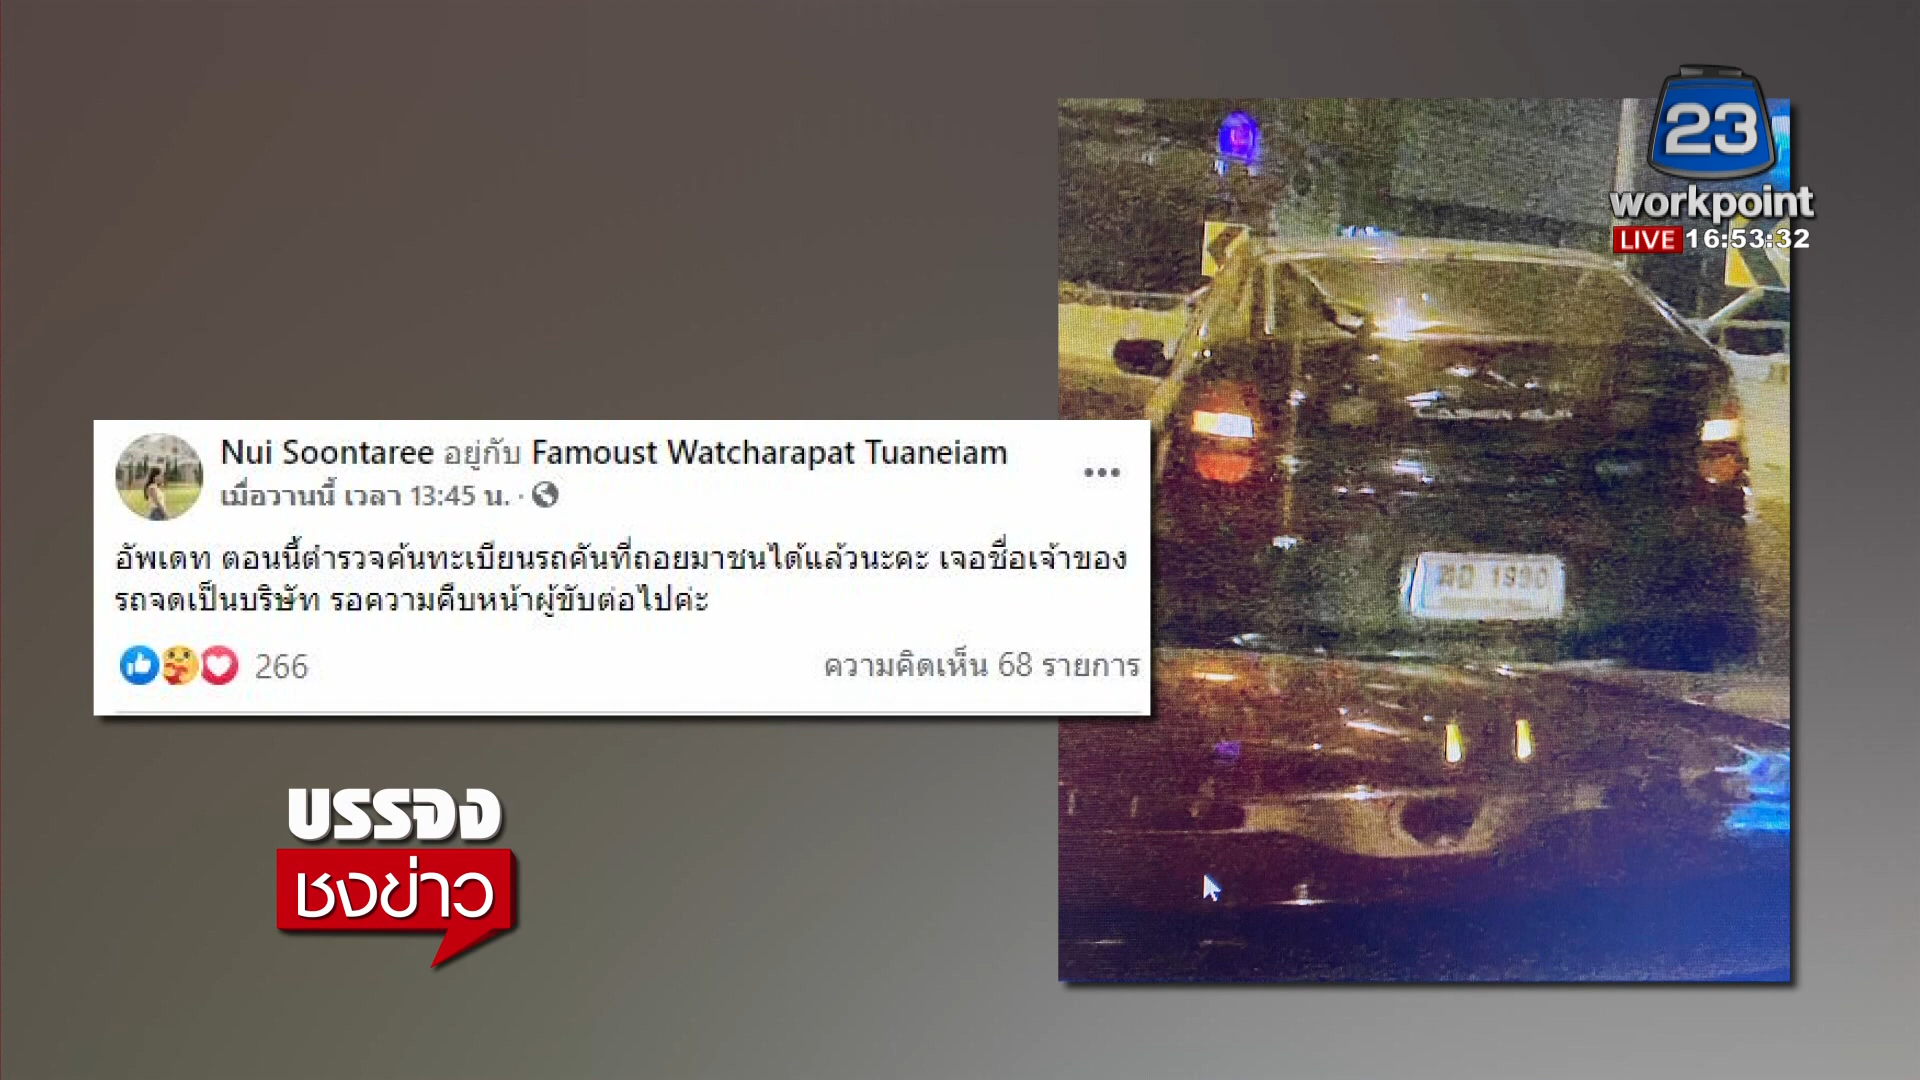 23
workpoint
LIVE 16:53:32
Nui Soontaree อยู่กับ Famoust Watcharapat Tuaneiam
เมื่อวานนี้ เวลา 13:45 น. ·
อัพเดท ตอนนี้ตำรวจค้นทะเบียนรถคันที่ถอยมาชนได้แล้วนะคะ เจอชื่อเจ้าของ
รถจดเป็นบริษัท รอความคืบหน้าผู้ขับต่อไปค่ะ
266
ความคิดเห็น 68 รายการ
บรรจง
ชงข่าว